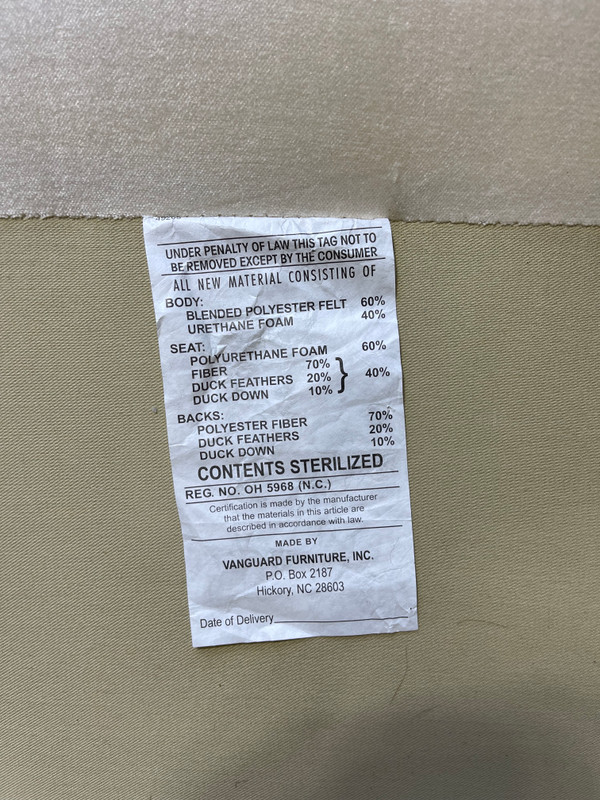 UNDER PENALTY OF LAW THIS TAG NOT TO
BE REMOVED EXCEPT BY THE CONSUMER
ALL NEW MATERIAL CONSISTING OF
BODY:
BLENDED POLYESTER FELT 60%
URETHANE FOAM 40%
SEAT:
POLYURETHANE FOAM 60%
FIBER 70%
DUCK FEATHERS 20% } 40%
DUCK DOWN 10%
BACKS:
POLYESTER FIBER 70%
DUCK FEATHERS 20%
DUCK DOWN 10%
CONTENTS STERILIZED
REG. NO. OH 5968 (N.C.)
Certification is made by the manufacturer
that the materials in this article are
described in accordance with law.
MADE BY
VANGUARD FURNITURE, INC.
P.O. Box 2187
Hickory, NC 28603
Date of Delivery